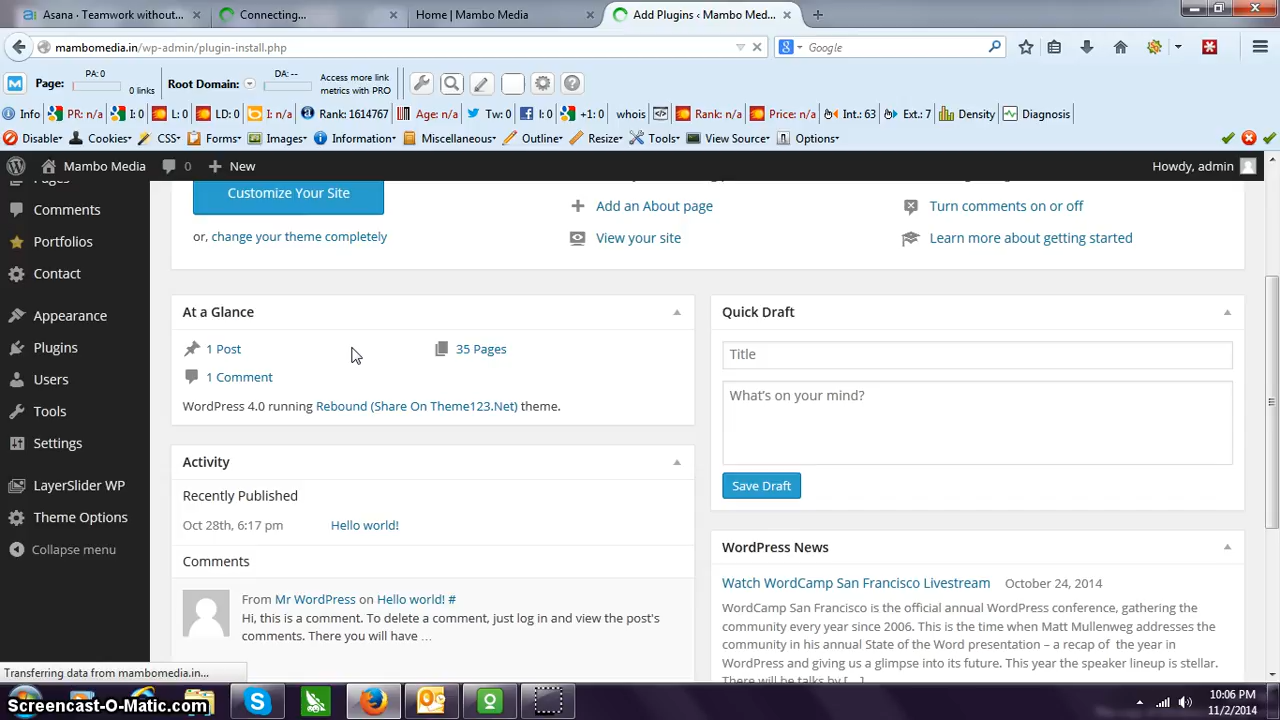 Asana · Teamwork without...
Connecting...
Home | Mambo Media
Add Plugins ‹ Mambo Med...
mambomedia.in/wp-admin/plugin-install.php
Google
Page:
PA: 0
0 links
Root Domain:
DA: --
Access more link
metrics with PRO
Info
PR: n/a
I: 0
L: 0
LD: 0
I: n/a
Rank: 1614767
Age: n/a
Tw: 0
I: 0
+1: 0
whois
Rank: n/a
Price: n/a
Int.: 63
Ext.: 7
Density
Diagnosis
Disable
Cookies
CSS
Forms
Images
Information
Miscellaneous
Outline
Resize
Tools
View Source
Options
Mambo Media
0
New
Howdy, admin
Pages
Comments
Portfolios
Contact
Appearance
Plugins
Users
Tools
Settings
LayerSlider WP
Theme Options
Collapse menu
Customize Your Site
or, change your theme completely
Add an About page
View your site
Turn comments on or off
Learn more about getting started
At a Glance
1 Post
35 Pages
1 Comment
WordPress 4.0 running Rebound (Share On Theme123.Net) theme.
Activity
Recently Published
Oct 28th, 6:17 pm
Hello world!
Comments
From Mr WordPress on Hello world! #
Hi, this is a comment. To delete a comment, just log in and view the post's
comments. There you will have …
Quick Draft
Title
What's on your mind?
Save Draft
WordPress News
Watch WordCamp San Francisco Livestream
October 24, 2014
WordCamp San Francisco is the official annual WordPress conference, gathering the
community every year since 2006. This is the time when Matt Mullenweg addresses the
community in his annual State of the Word presentation – a recap of the year in
WordPress and giving us a glimpse into its future. This year the speaker lineup is stellar.
There will be talks by […]
Transferring data from mambomedia.in...
Screencast-O-Matic.com
10:06 PM
11/2/2014